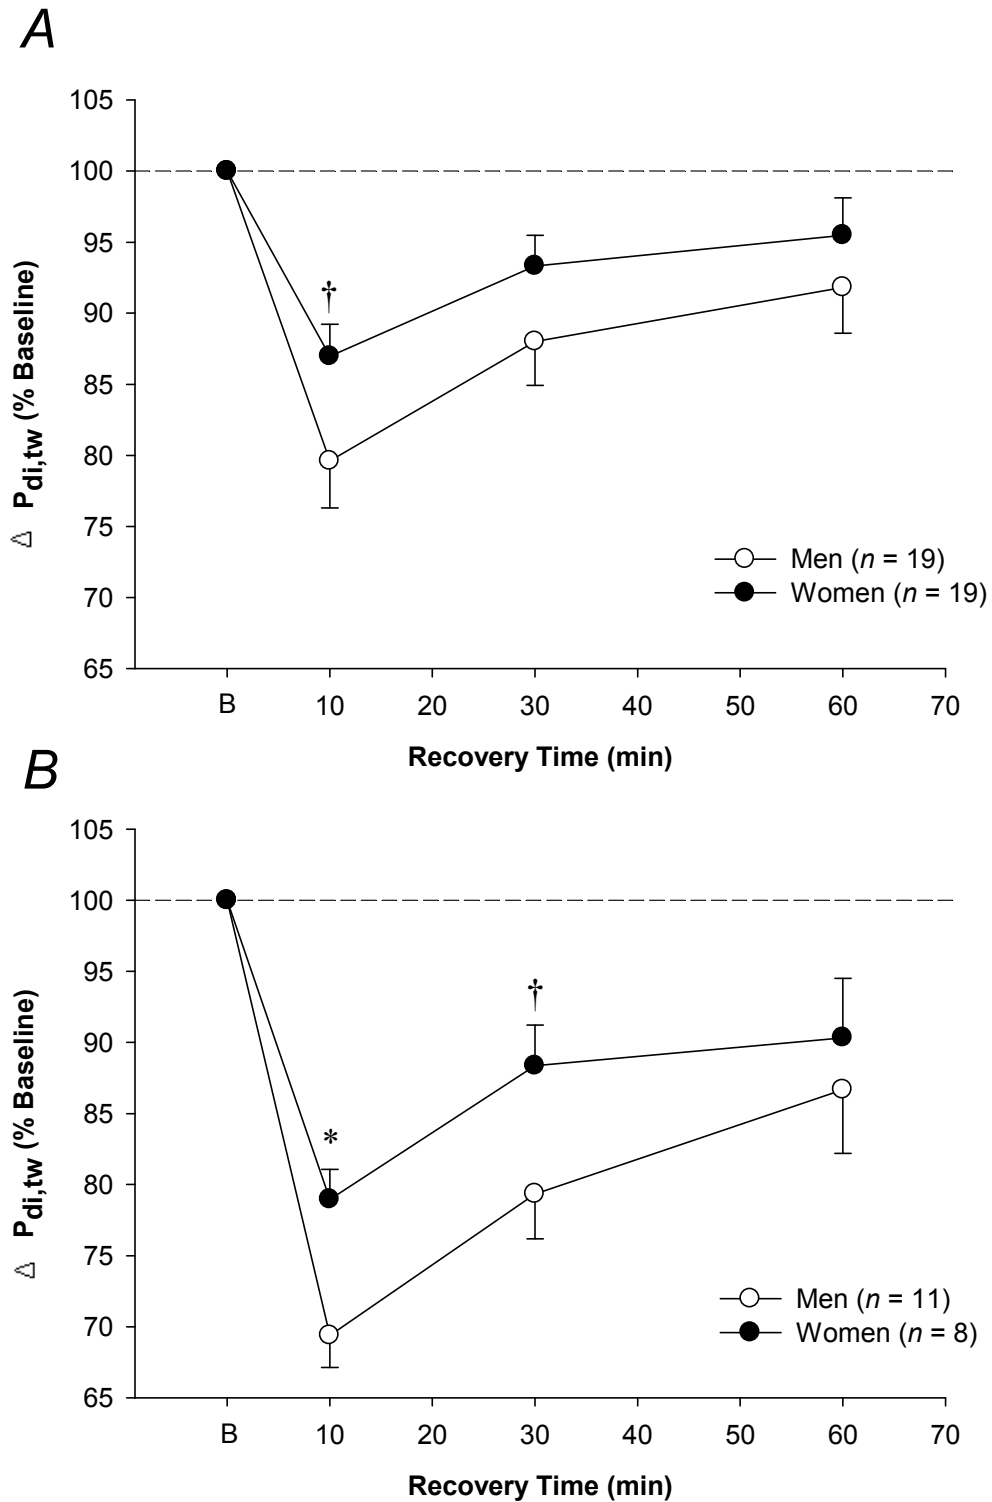 A
105
100
95
90
85
80
75
70
65
Δ Pdi,tw (% Baseline)
†
Men (n = 19)
Women (n = 19)
B 10 20 30 40 50 60 70
Recovery Time (min)
B
105
100
95
90
85
80
75
70
65
Δ Pdi,tw (% Baseline)
†
*
Men (n = 11)
Women (n = 8)
B 10 20 30 40 50 60 70
Recovery Time (min)